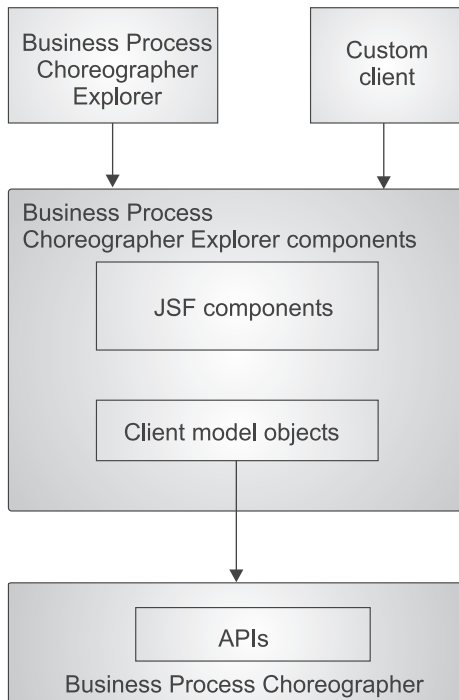 Business Process
Choreographer
Explorer
Custom
client
Business Process
Choreographer Explorer components
JSF components
Client model objects
APIs
Business Process Choreographer